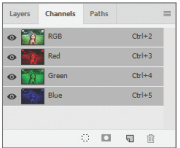 Layers Channels Paths
RGB Ctrl+2
Red Ctrl+3
Green Ctrl+4
Blue Ctrl+5